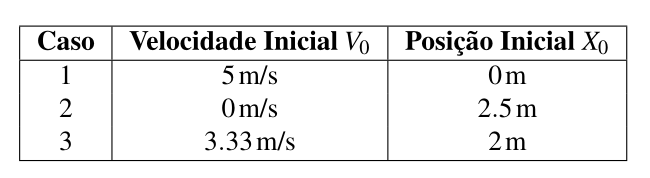 Caso Velocidade Inicial V₀ Posição Inicial X₀
1 5 m/s 0 m
2 0 m/s 2.5 m
3 3.33 m/s 2 m